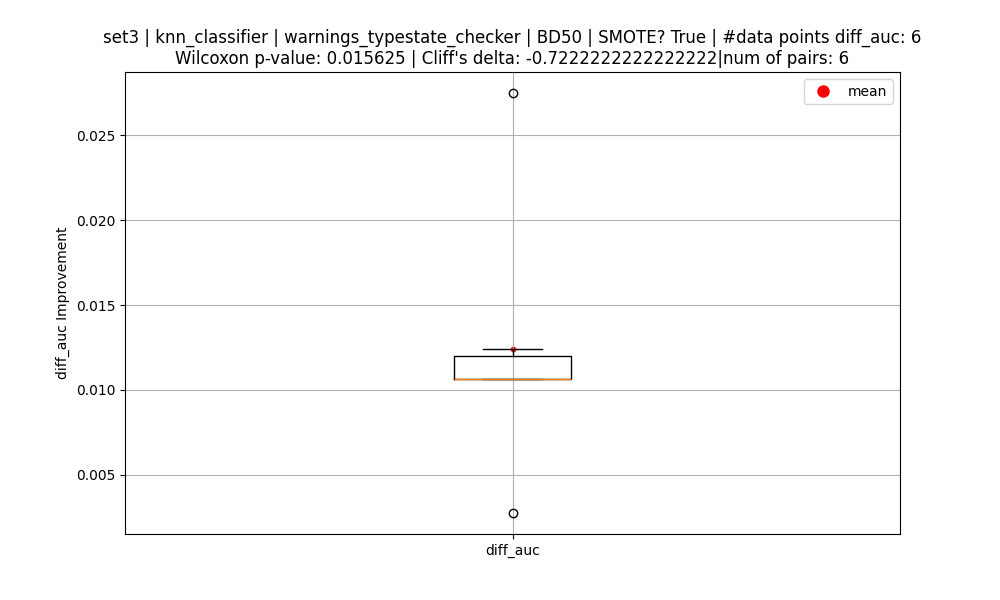 set3 | knn_classifier | warnings_typestate_checker | BD50 | SMOTE? True | #data points diff_auc: 6
Wilcoxon p-value: 0.015625 | Cliff's delta: -0.7222222222222222|num of pairs: 6
mean
0.025
0.020
0.015
0.010
0.005
diff_auc Improvement
diff_auc